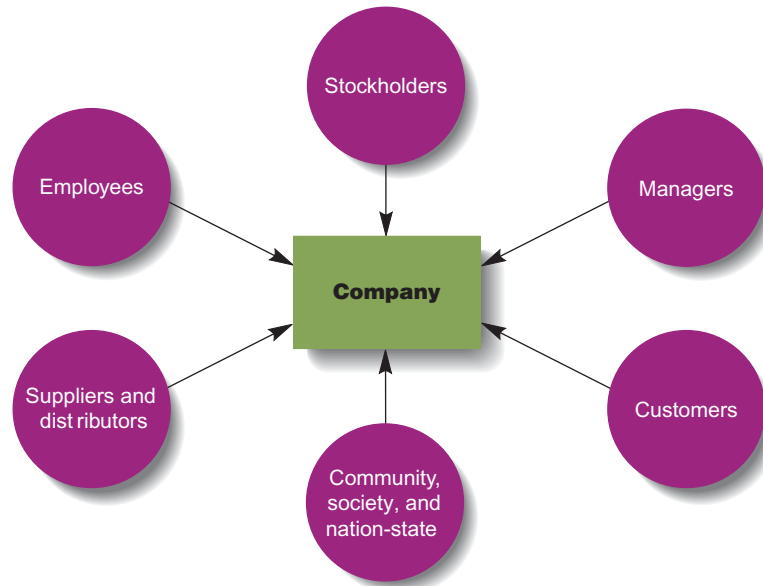 Stockholders
Employees
Managers
Company
Suppliers and
dist ributors
Customers
Community,
society, and
nation-state